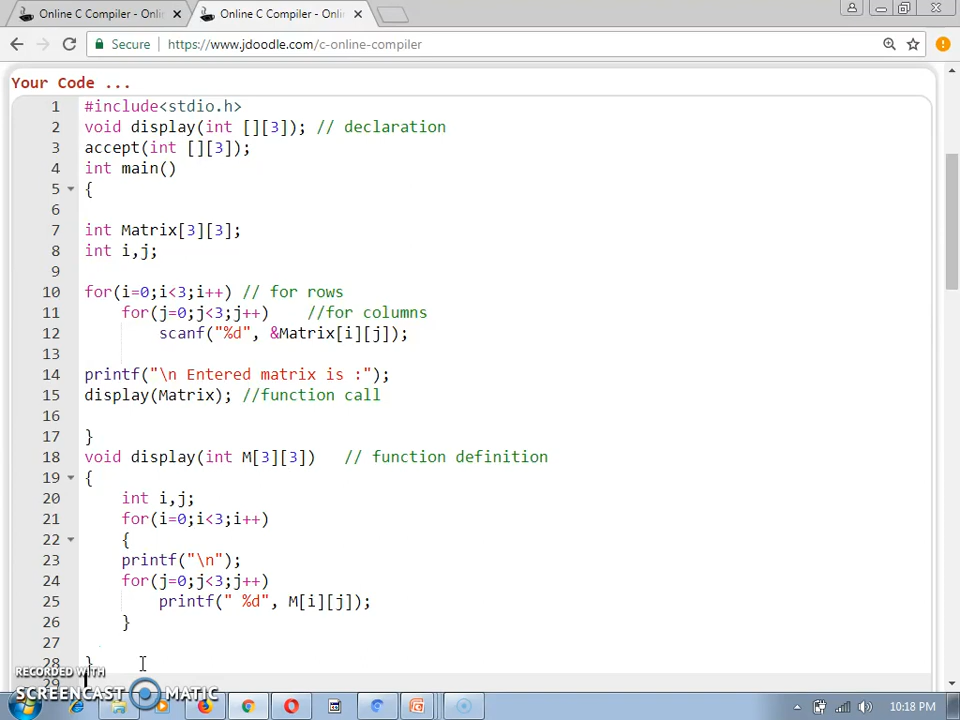 Online C Compiler - Onlin
Online C Compiler - Onlin
Secure
https://www.jdoodle.com/c-online-compiler
Your Code ...
1 #include<stdio.h>
2 void display(int [][3]); // declaration
3 accept(int [][3]);
4 int main()
5 {
6
7 int Matrix[3][3];
8 int i,j;
9
10 for(i=0;i<3;i++) // for rows
11 for(j=0;j<3;j++) //for columns
12 scanf("%d", &Matrix[i][j]);
13
14 printf("\n Entered matrix is :");
15 display(Matrix); //function call
16
17 }
18 void display(int M[3][3]) // function definition
19 {
20 int i,j;
21 for(i=0;i<3;i++)
22 {
23 printf("\n");
24 for(j=0;j<3;j++)
25 printf(" %d", M[i][j]);
26 }
27
28 }
29
RECORDED WITH
SCREENCAST MATIC
10:18 PM